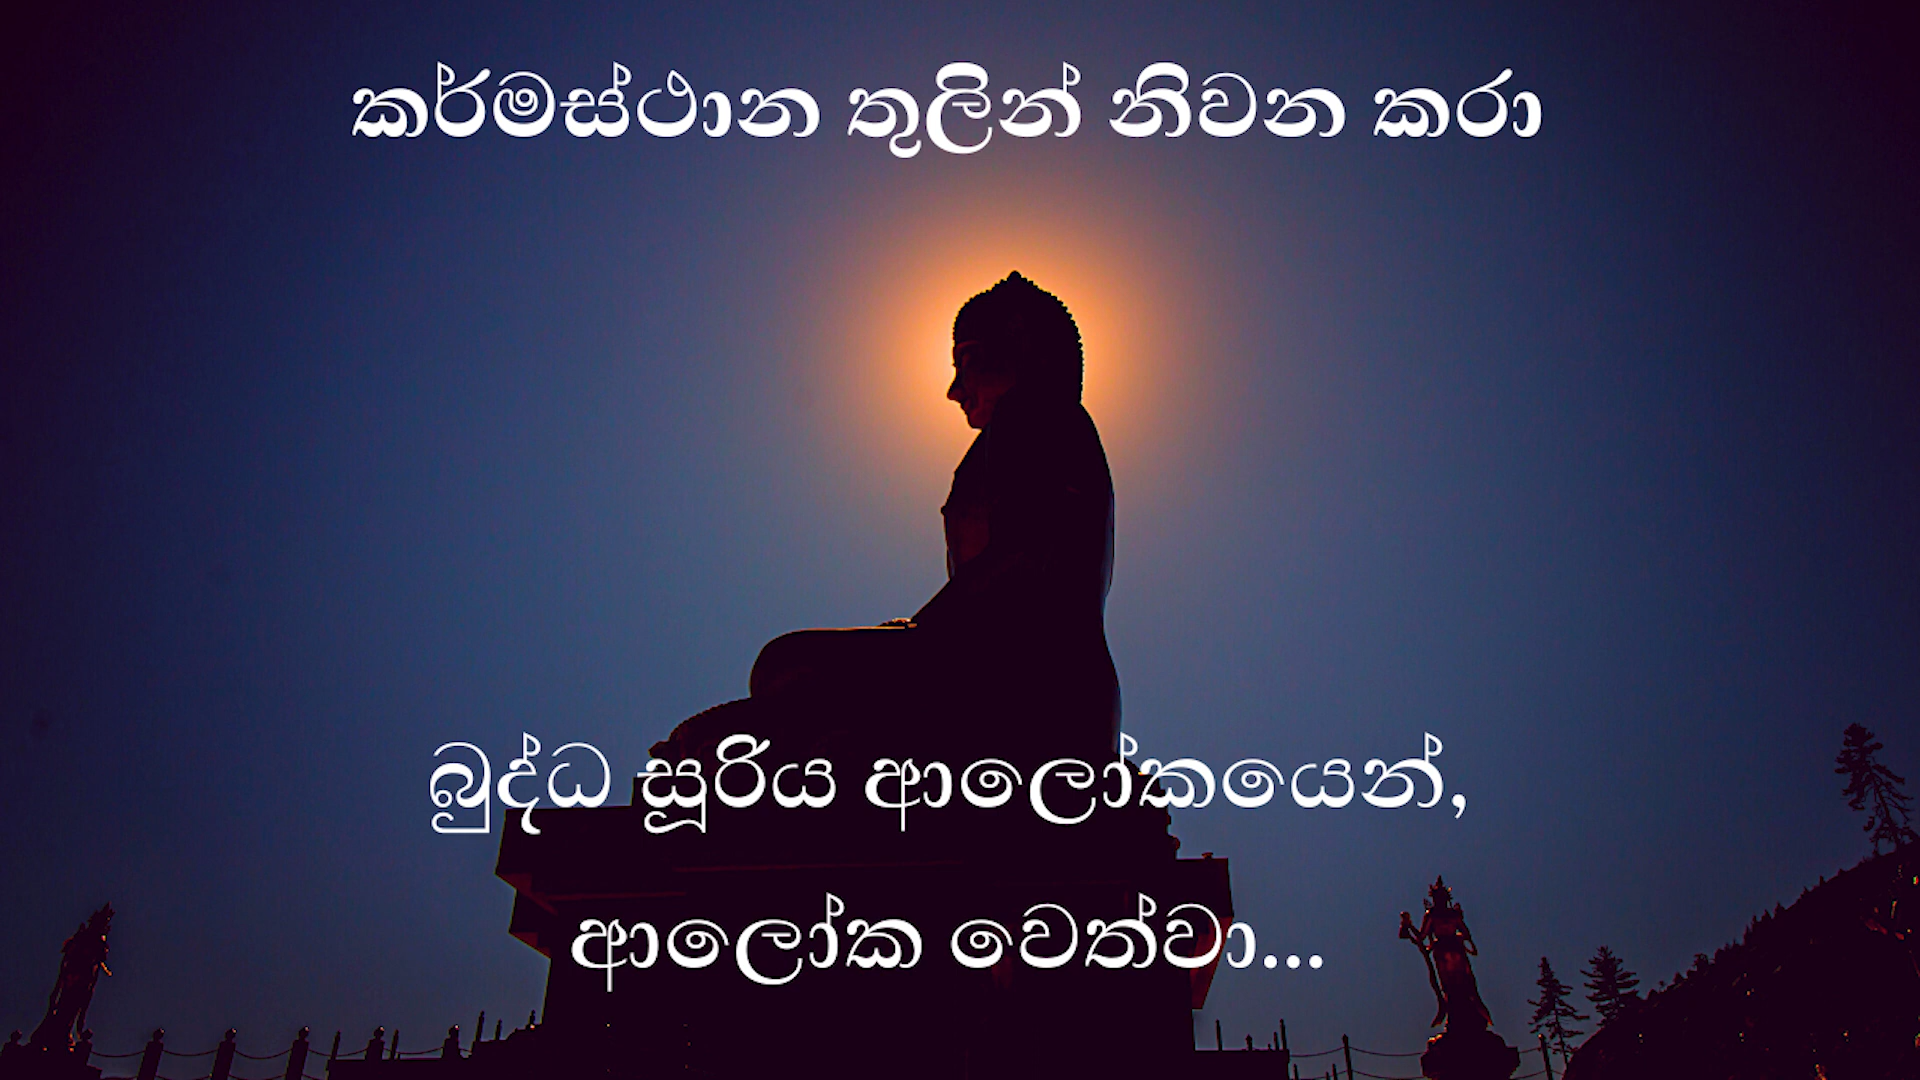 කර්මස්ථාන තුලින් නිවන කරා
බුද්ධ සූරිය ආලෝකයෙන්,
ආලෝක වෙත්වා...